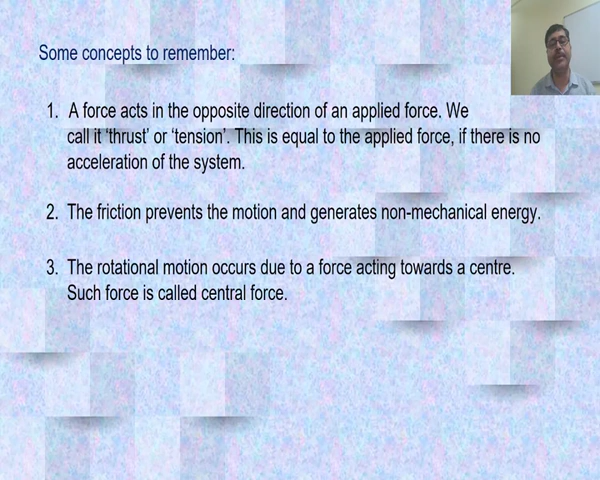 Some concepts to remember:
1. A force acts in the opposite direction of an applied force. We
call it ‘thrust’ or ‘tension’. This is equal to the applied force, if there is no
acceleration of the system.
2. The friction prevents the motion and generates non-mechanical energy.
3. The rotational motion occurs due to a force acting towards a centre.
Such force is called central force.